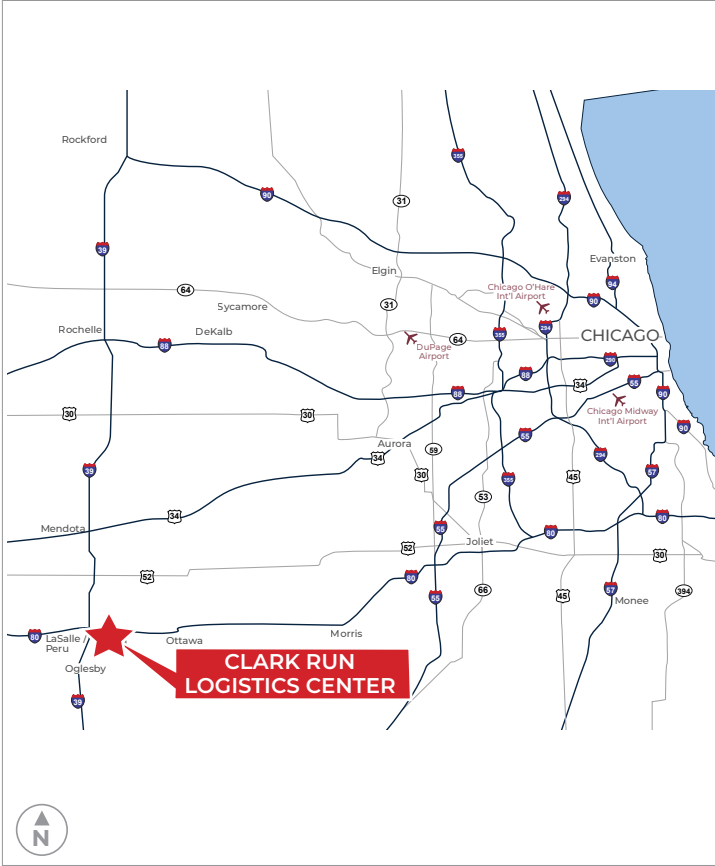 Rockford
355
90
294
31
39
Evanston
Elgin
94
Chicago O'Hare
Int'l Airport
64
90
31
Sycamore
294
Rochelle
DeKalb
355
CHICAGO
64
88
DuPage
Airport
290
88
55
34
88
90
Chicago Midway
Int'l Airport
30
30
90
55
Aurora
59
294
34
39
57
30
45
355
53
34
80
Mendota
55
80
Joliet
52
30
52
80
57
66
394
55
45
Monee
80
LaSalle /
Peru
Ottawa
Morris
Oglesby
CLARK RUN
LOGISTICS CENTER
39
N